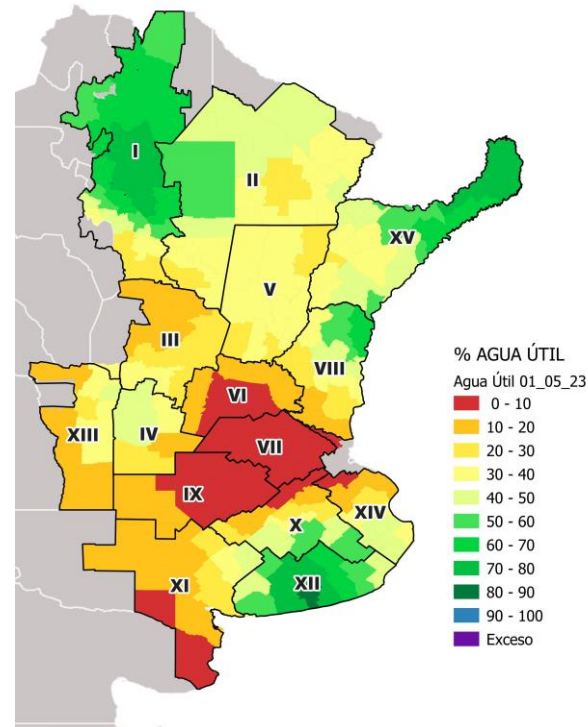 I
II
XV
V
III
VIII
VI
XIII
IV
VII
IX
X
XIV
XI
XII
% AGUA ÚTIL
Agua Útil 01_05_23
0 - 10
10 - 20
20 - 30
30 - 40
40 - 50
50 - 60
60 - 70
70 - 80
80 - 90
90 - 100
Exceso